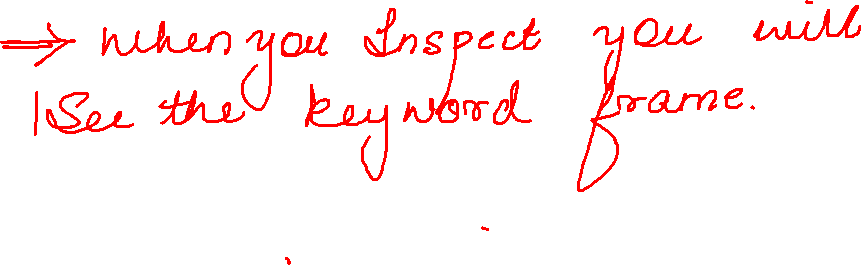 ⇒ when you Inspect you will
See the keyword frame.